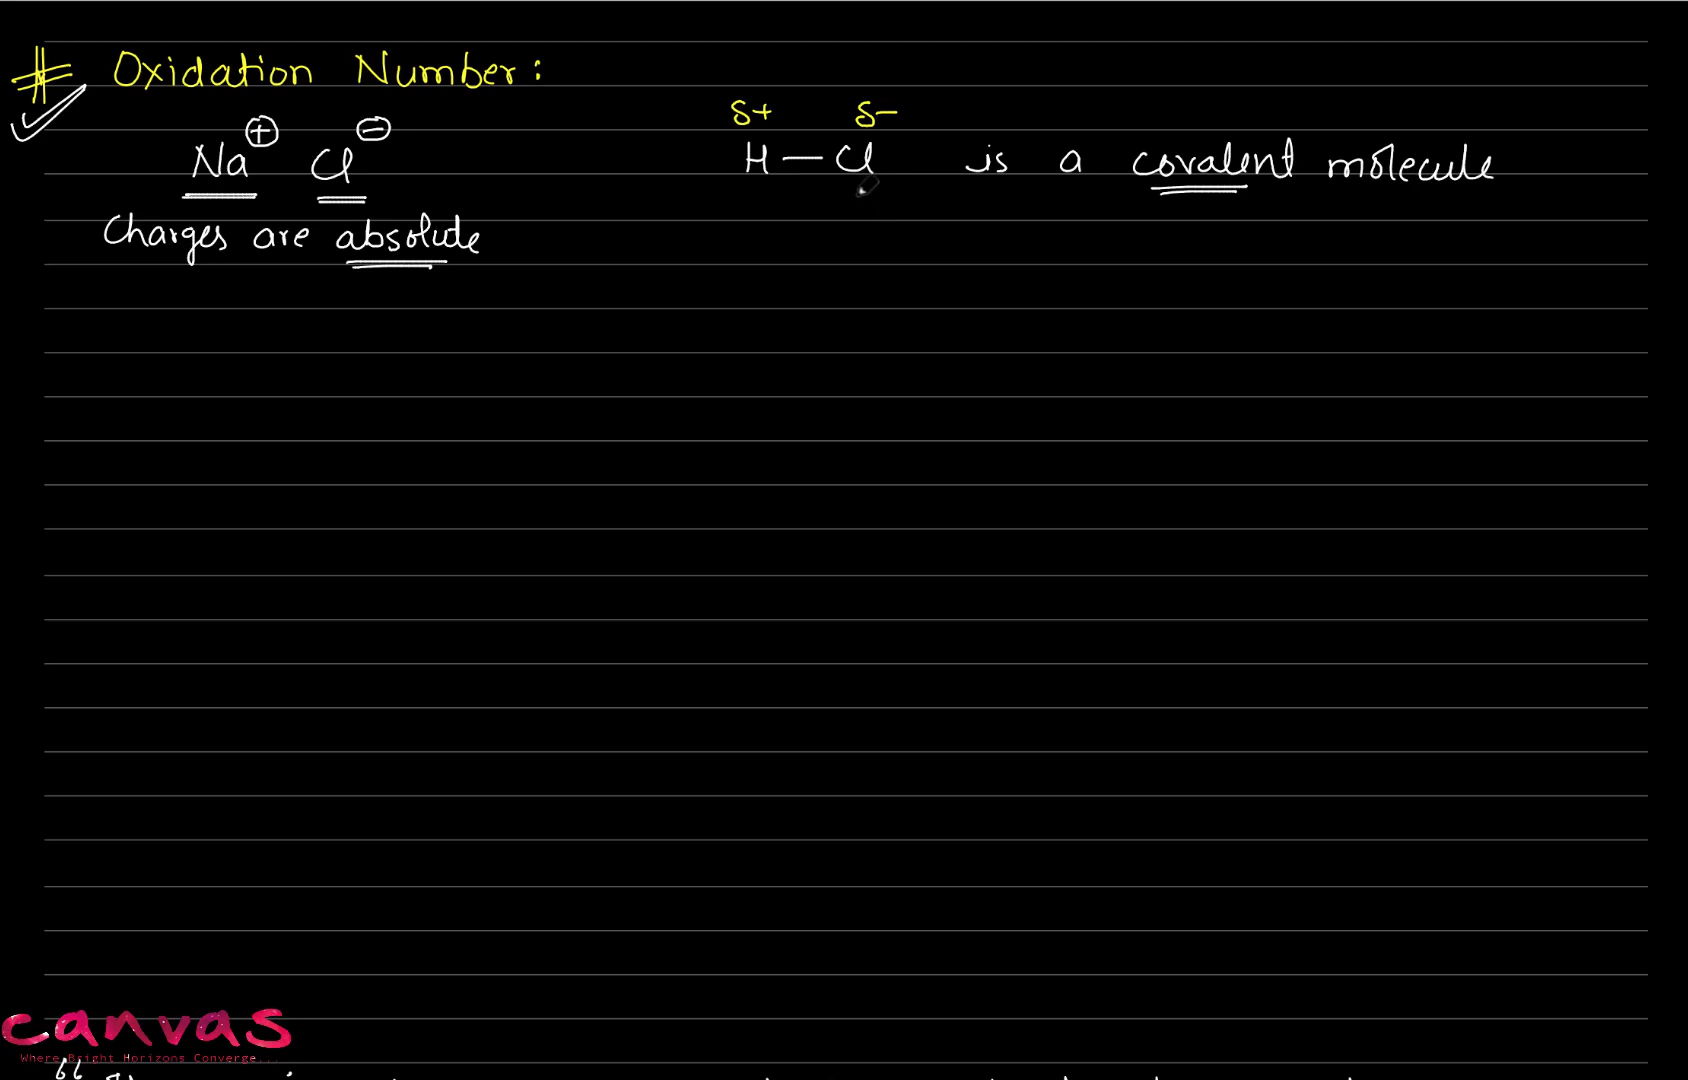 # Oxidation Number:
Na⊕ Cl⊖
δ+ δ-
H — Cl is a covalent molecule
Charges are absolute
canvas
Where Bright Horizons Converge...